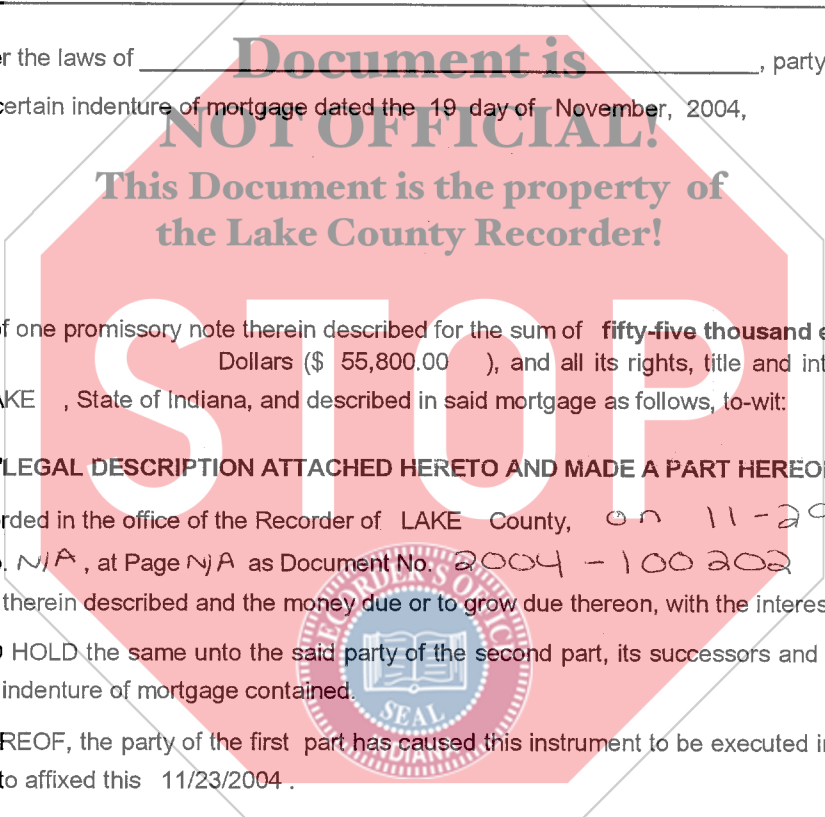 Document is
r the laws of , party
certain indenture of mortgage dated the 19 day of November, 2004,
NOT OFFICIAL!
This Document is the property of
the Lake County Recorder!
STOP
of one promissory note therein described for the sum of fifty-five thousand e
Dollars ($ 55,800.00 ), and all its rights, title and int
KE , State of Indiana, and described in said mortgage as follows, to-wit:
LEGAL DESCRIPTION ATTACHED HERETO AND MADE A PART HEREOF
rded in the office of the Recorder of LAKE County, on 11-29
. N/A, at Page N/A as Document No. 2004-100202
therein described and the money due or to grow due thereon, with the interes
HOLD the same unto the said party of the second part, its successors and
indenture of mortgage contained.
REOF, the party of the first part has caused this instrument to be executed in
to affixed this 11/23/2004 .
SEAL
INDIANA